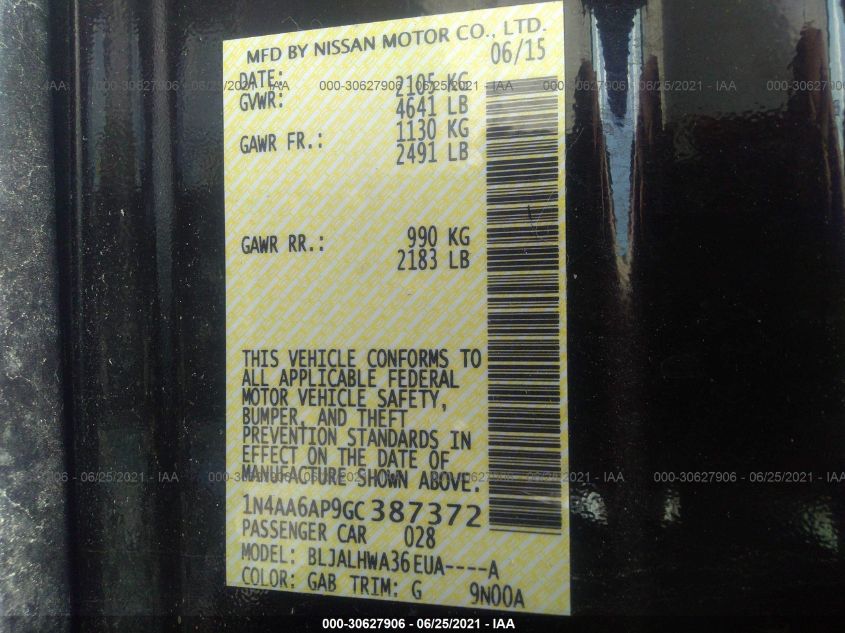 MFD BY NISSAN MOTOR CO., LTD.
DATE: 06/15
GVWR: 2105 KG
4641 LB
GAWR FR.: 1130 KG
2491 LB
GAWR RR.: 990 KG
2183 LB
THIS VEHICLE CONFORMS TO
ALL APPLICABLE FEDERAL
MOTOR VEHICLE SAFETY,
BUMPER, AND THEFT
PREVENTION STANDARDS IN
EFFECT ON THE DATE OF
MANUFACTURE SHOWN ABOVE.
1N4AA6AP9GC387372
PASSENGER CAR 028
MODEL: BLJALHWA36EUA----A
COLOR: GAB TRIM: G 9N00A
000-30627906 - 06/25/2021 - IAA